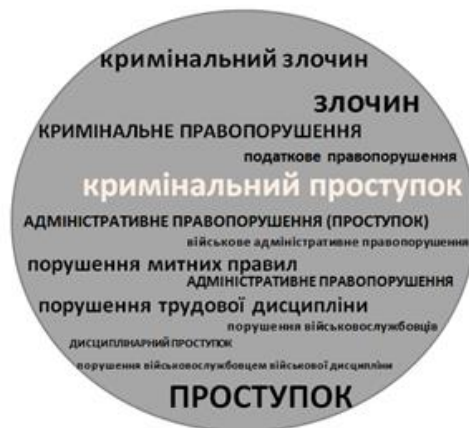 кримінальний злочин
злочин
КРИМІНАЛЬНЕ ПРАВОПОРУШЕННЯ
податкове правопорушення
кримінальний проступок
АДМІНІСТРАТИВНЕ ПРАВОПОРУШЕННЯ (ПРОСТУПОК)
військове адміністративне правопорушення
порушення митних правил
АДМІНІСТРАТИВНЕ ПРАВОПОРУШЕННЯ
порушення трудової дисципліни
порушення військовослужбовців
ДИСЦИПЛІНАРНИЙ ПРОСТУПОК
порушення військовослужбовцем військової дисципліни
ПРОСТУПОК